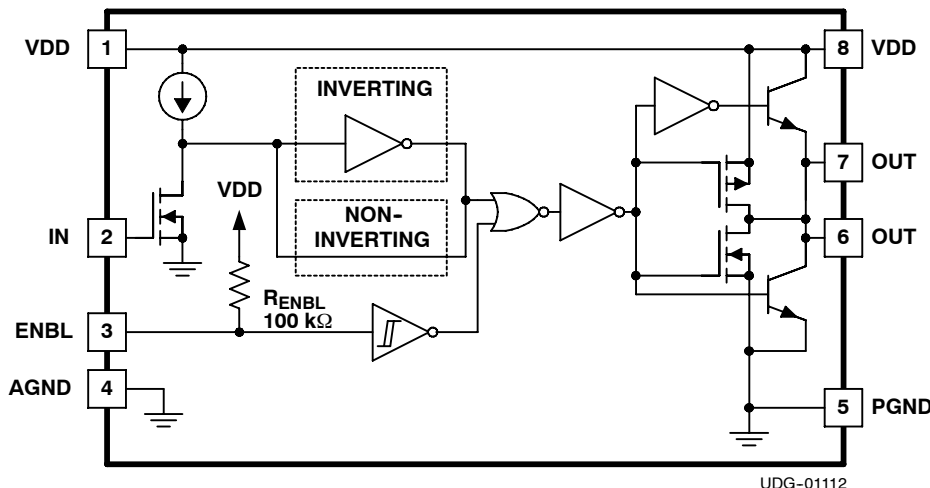 VDD 1
8 VDD
INVERTING
VDD
7 OUT
NON-
INVERTING
IN 2
6 OUT
RENBL
100 kΩ
ENBL 3
AGND 4
5 PGND
UDG-01112